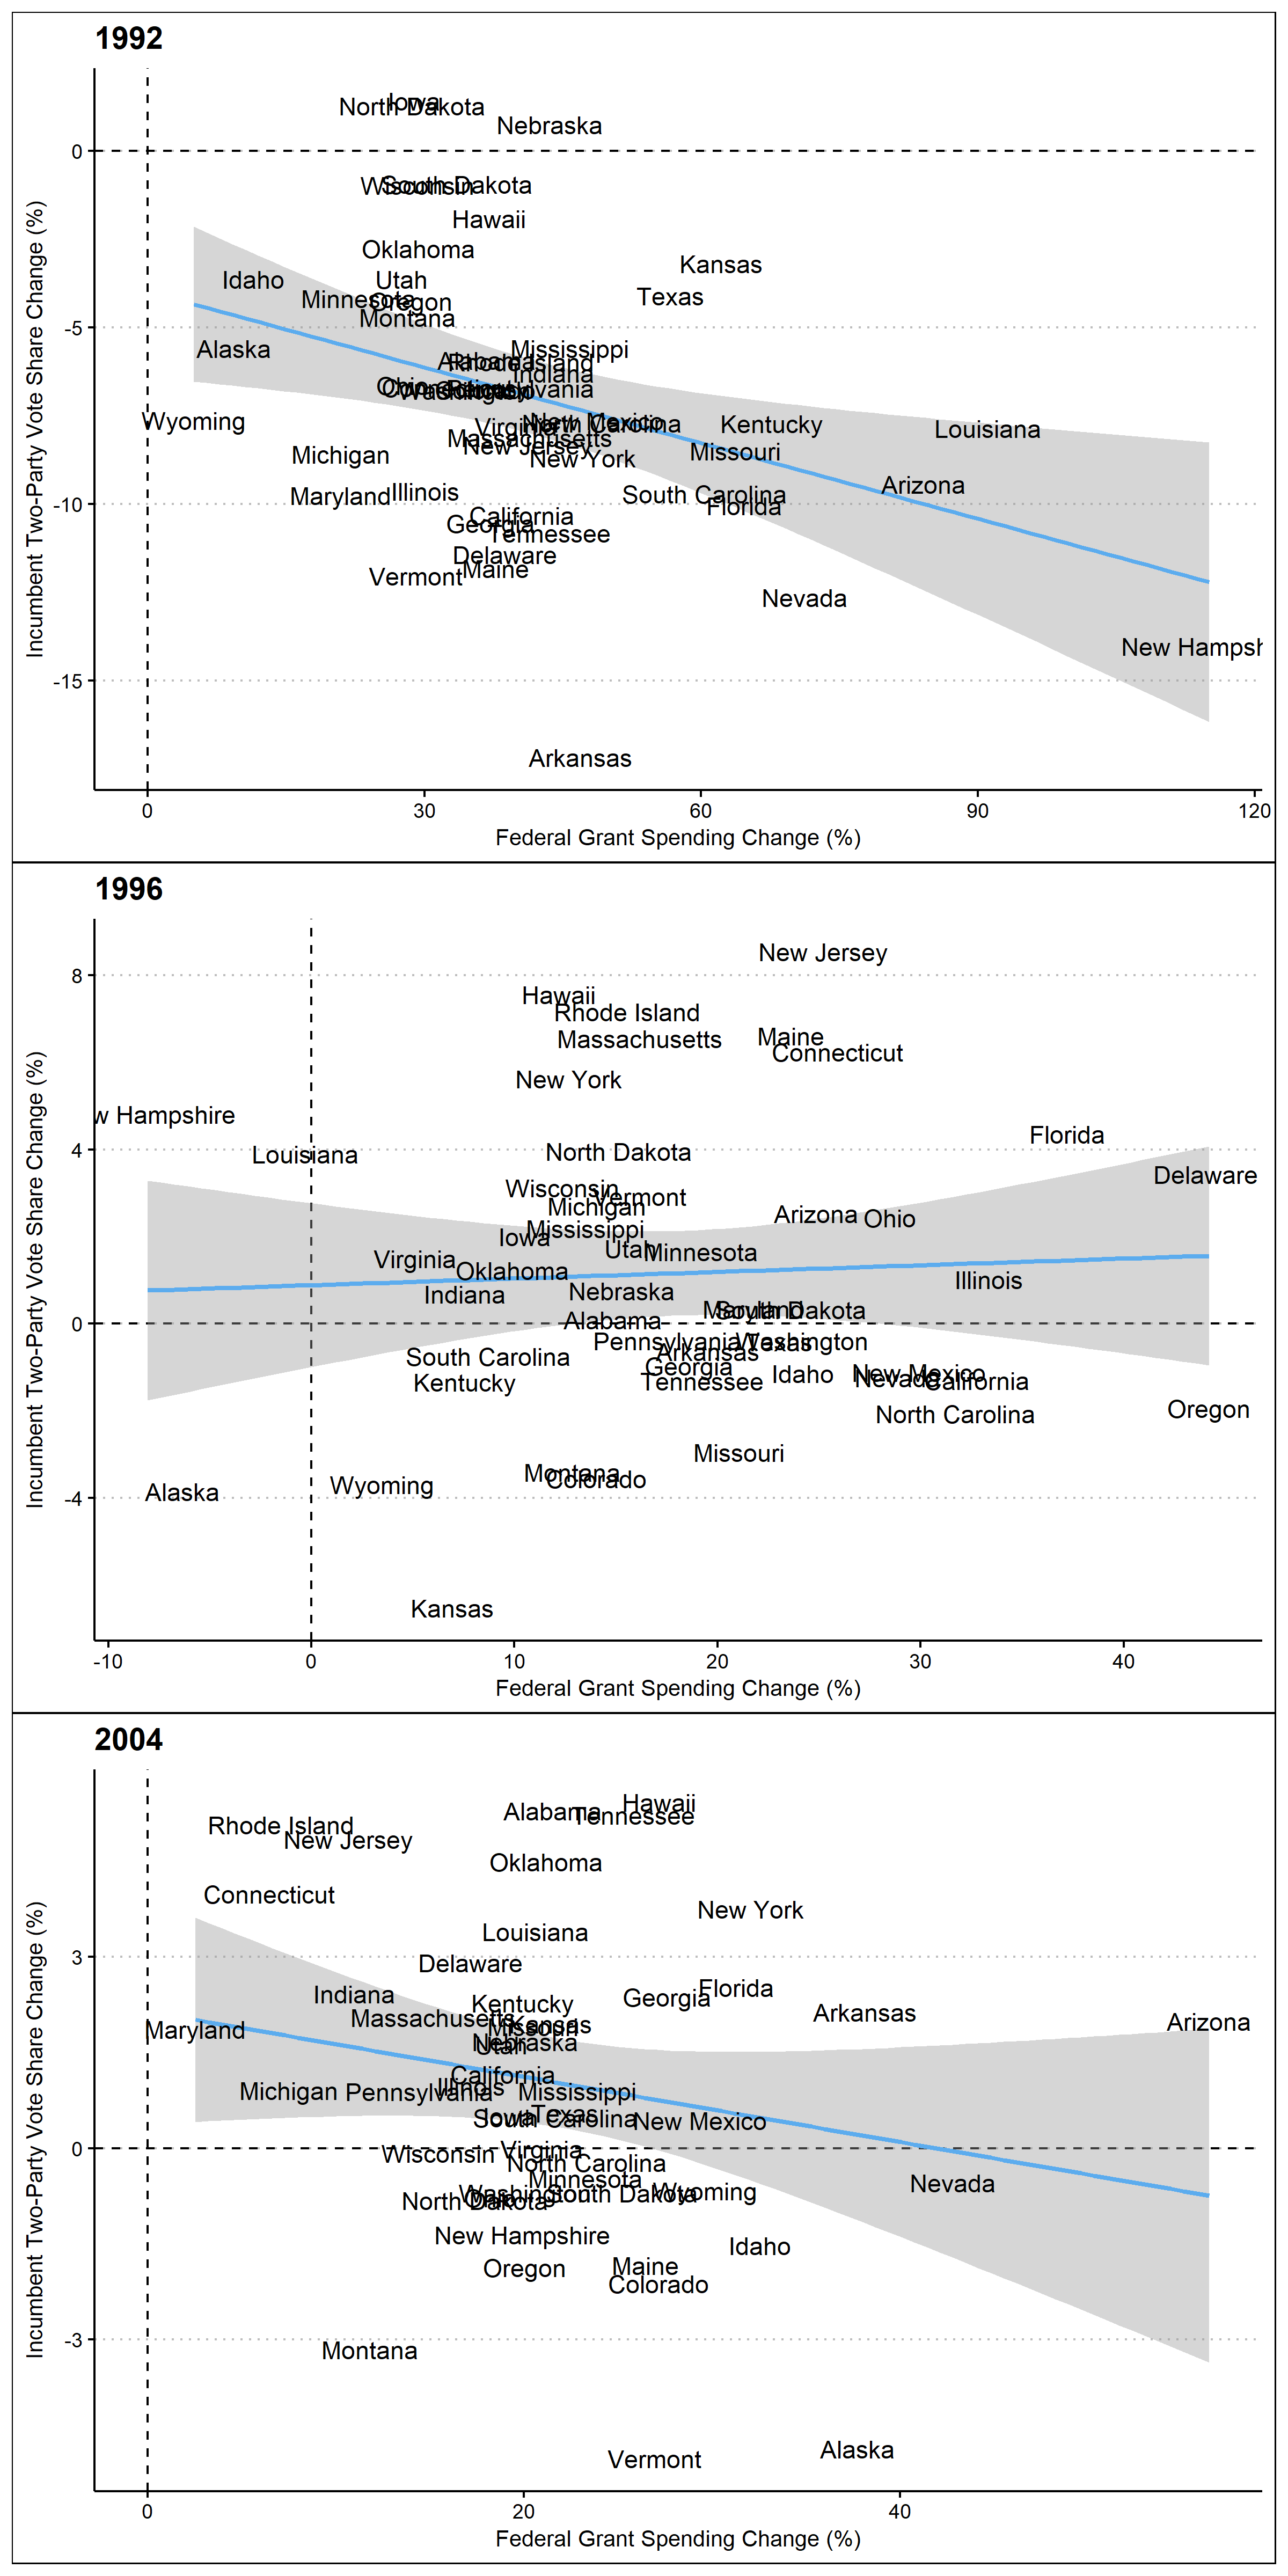 1992
Incumbent Two-Party Vote Share Change (%)
Iowa
North Dakota
Nebraska
0
Wisconsin
South Dakota
Hawaii
Oklahoma
Kansas
Idaho
Utah
Texas
Minnesota
Oregon
Montana
-5
Alaska
Mississippi
Alabama
Rhode Island
Indiana
Ohio
Washington
Pennsylvania
Wyoming
Virginia
New Mexico
North Carolina
Kentucky
Louisiana
Massachusetts
New Jersey
Missouri
Michigan
New York
Arizona
Maryland
Illinois
South Carolina
-10
Florida
California
Georgia
Tennessee
Delaware
Maine
Vermont
Nevada
New Hampsh
-15
Arkansas
0 30 60 90 120
Federal Grant Spending Change (%)
1996
Incumbent Two-Party Vote Share Change (%)
New Jersey
8
Hawaii
Rhode Island
Massachusetts
Maine
Connecticut
New York
w Hampshire
Florida
4
Louisiana
North Dakota
Delaware
Wisconsin
Vermont
Michigan
Arizona
Ohio
Mississippi
Iowa
Utah
Minnesota
Virginia
Oklahoma
Illinois
Indiana
Nebraska
Maryland
South Dakota
Alabama
0
Pennsylvania
Texas
Washington
Arkansas
South Carolina
Georgia
Idaho
New Mexico
Nevada
California
Kentucky
Tennessee
North Carolina
Oregon
Missouri
Montana
Colorado
Wyoming
Alaska
-4
Kansas
-10 0 10 20 30 40
Federal Grant Spending Change (%)
2004
Incumbent Two-Party Vote Share Change (%)
Hawaii
Alabama
Tennessee
Rhode Island
New Jersey
Oklahoma
Connecticut
New York
Louisiana
3
Delaware
Florida
Indiana
Georgia
Kentucky
Arkansas
Massachusetts
Kansas
Missouri
Arizona
Maryland
Nebraska
Utah
California
Illinois
Michigan
Pennsylvania
Mississippi
Texas
Iowa
South Carolina
New Mexico
0
Wisconsin
Virginia
North Carolina
Minnesota
Nevada
Washington
South Dakota
Wyoming
North Dakota
Ohio
New Hampshire
Idaho
Oregon
Maine
Colorado
-3
Montana
Alaska
Vermont
0 20 40
Federal Grant Spending Change (%)